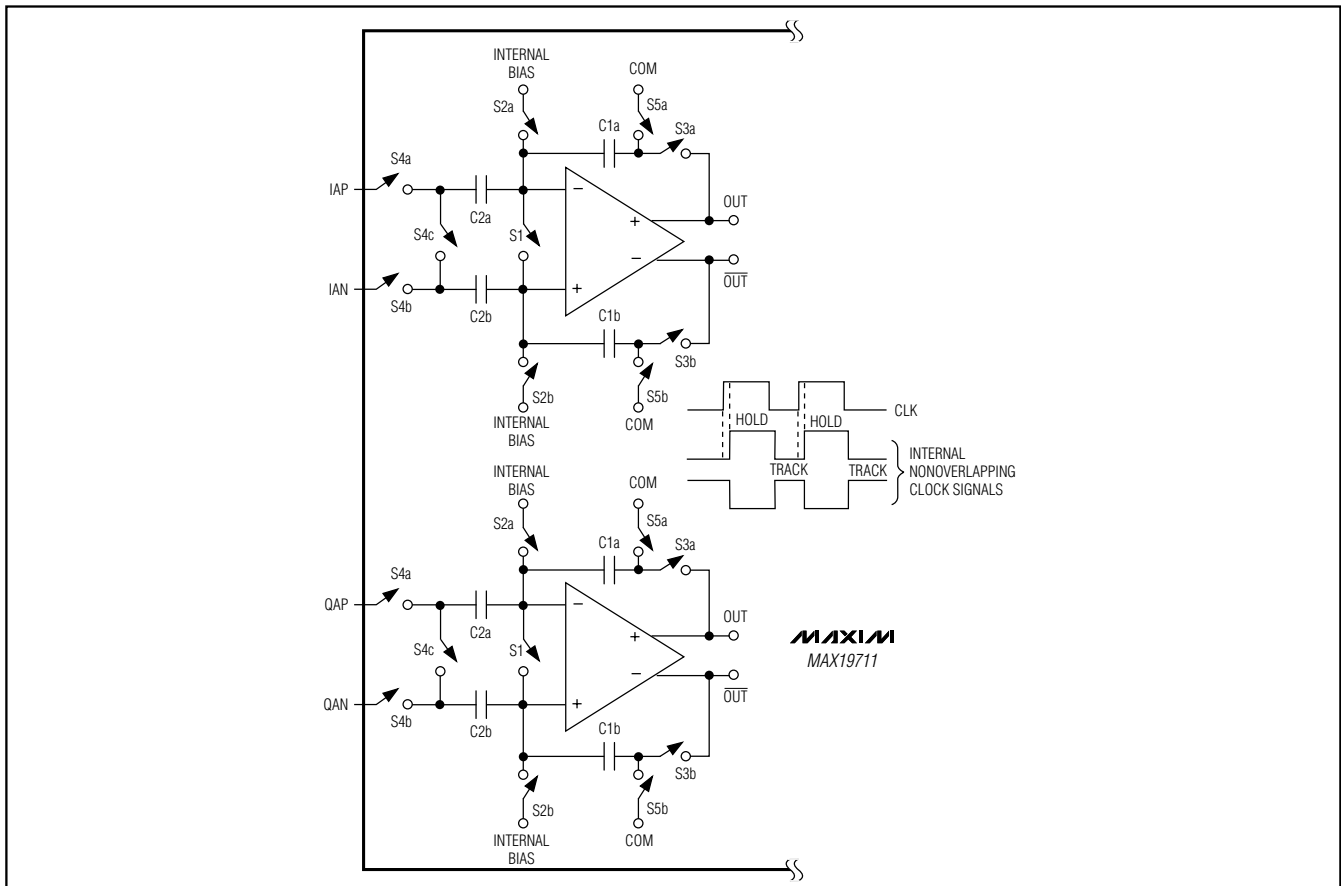 INTERNAL
BIAS
COM
S2a
S5a
C1a
S3a
S4a
IAP
OUT
−
C2a
+
S4c
S1
−
OUT
IAN
+
S4b
C2b
C1b
S3b
S2b
S5b
CLK
HOLD
HOLD
INTERNAL
BIAS
COM
TRACK
TRACK
INTERNAL
NONOVERLAPPING
CLOCK SIGNALS
INTERNAL
BIAS
COM
S2a
S5a
C1a
S3a
S4a
QAP
OUT
−
C2a
+
MAXIM
MAX19711
S4c
S1
−
OUT
QAN
+
S4b
C2b
C1b
S3b
S2b
S5b
INTERNAL
BIAS
COM